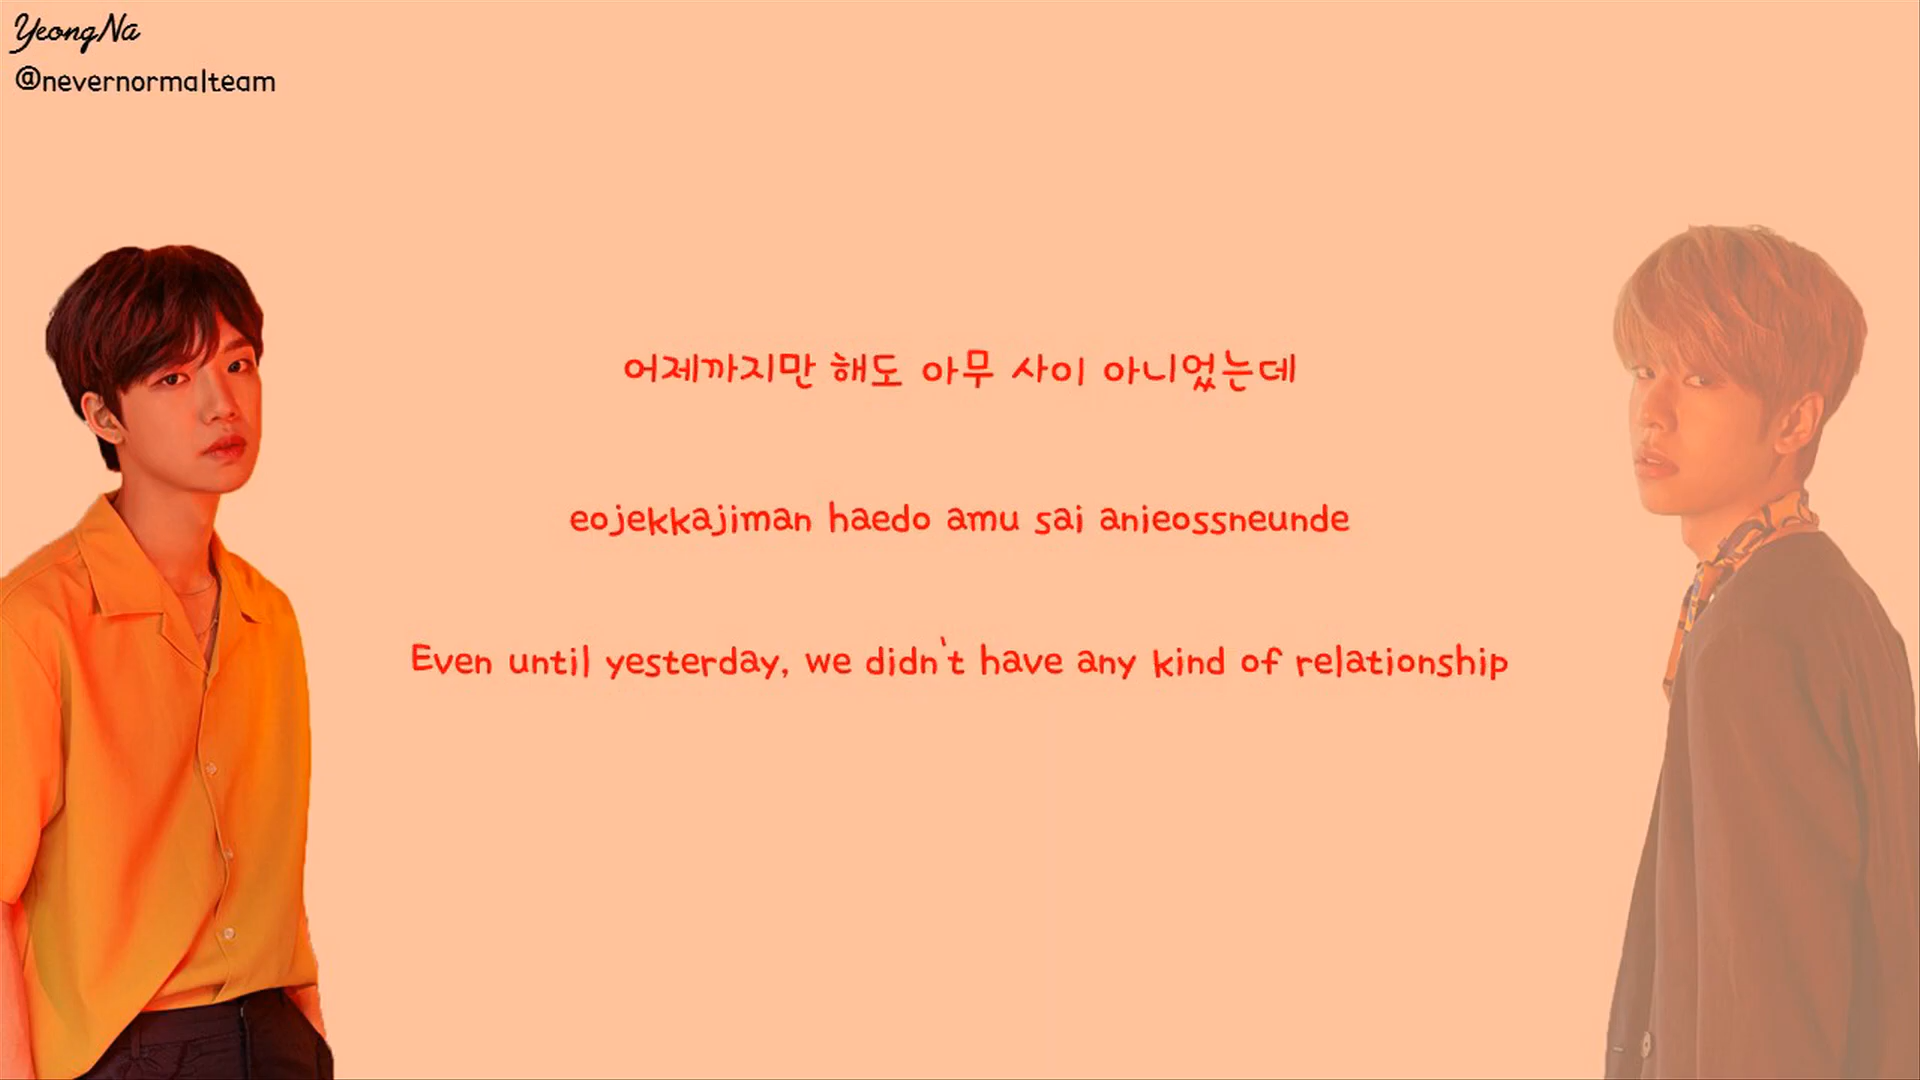 YeongNa
@nevernormalteam
어제까지만 해도 아무 사이 아니었는데
eojekkajiman haedo amu sai anieossneunde
Even until yesterday, we didn't have any kind of relationship